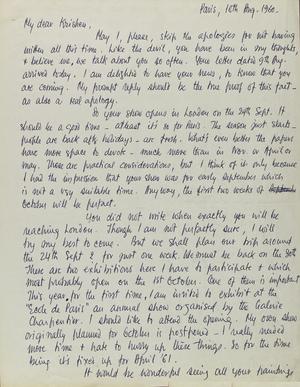 Paris, 10th Aug. 1960.
My dear Krishen,
May I, please, skip the apologies for not having
written all this time. Like the devil, you have been in my thoughts,
& believe me, we talk about you so often. Your letter dated 9th Aug.
arrived today. I am delighted to have your news, to know that you
are coming. My prompt reply should be the true proof of this fact –
as also a real apology.
So your show opens in London on the 29th Sept. It
should be a good time – atleast it is so for Paris. The season just starts –
people are back after holidays – are fresh. What's even better the papers
have more space to devote – much more than in Nov. or April or
may. These are practical considerations, but I think of it only because
I had the impression that your show was for early September which
is not a very suitable time. Anyway, the first two weeks of
October will be perfect.
You did not write when exactly you will be
reaching London. Though I am not perfectly sure, I will
try my best to come. But we shall plan our trip around
the 24th Sept & for just one week. We must be back on the 30th
There are two exhibitions here I have to participate & which
most probably open on the 1st October. One of them is important
This year, for the first time, I am invited to exhibit at the
"Ecole de Paris" an annual show organised by the Galerie
Charpentier. I should like to attend the opening. My own show
originally planned for October is postponed – I really needed
more time & hate to hurry up these things. So for the time
being it's fixed up for April '61.
It would be wonderful seeing all your paintings